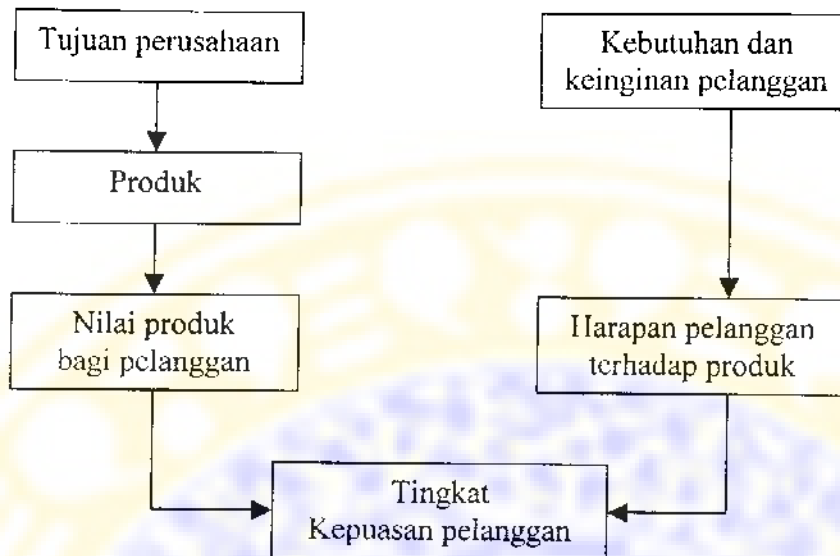 Tujuan perusahaan
Kebutuhan dan
keinginan pelanggan
Produk
Nilai produk
bagi pelanggan
Harapan pelanggan
terhadap produk
Tingkat
Kepuasan pelanggan